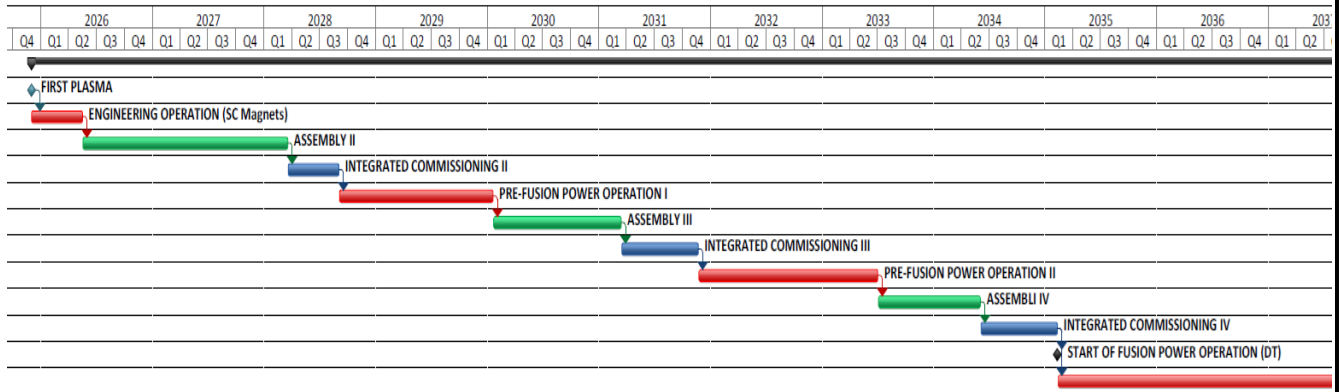 2026 2027 2028 2029 2030 2031 2032 2033 2034 2035 2036 203
Q4 Q1 Q2 Q3 Q4 Q1 Q2 Q3 Q4 Q1 Q2 Q3 Q4 Q1 Q2 Q3 Q4 Q1 Q2 Q3 Q4 Q1 Q2 Q3 Q4 Q1 Q2 Q3 Q4 Q1 Q2 Q3 Q4 Q1 Q2 Q3 Q4 Q1 Q2 Q3 Q4 Q1 Q2 Q3 Q4 Q1 Q2
FIRST PLASMA
ENGINEERING OPERATION (SC Magnets)
ASSEMBLY II
INTEGRATED COMMISSIONING II
PRE-FUSION POWER OPERATION I
ASSEMBLY III
INTEGRATED COMMISSIONING III
PRE-FUSION POWER OPERATION II
ASSEMBLI IV
INTEGRATED COMMISSIONING IV
START OF FUSION POWER OPERATION (DT)